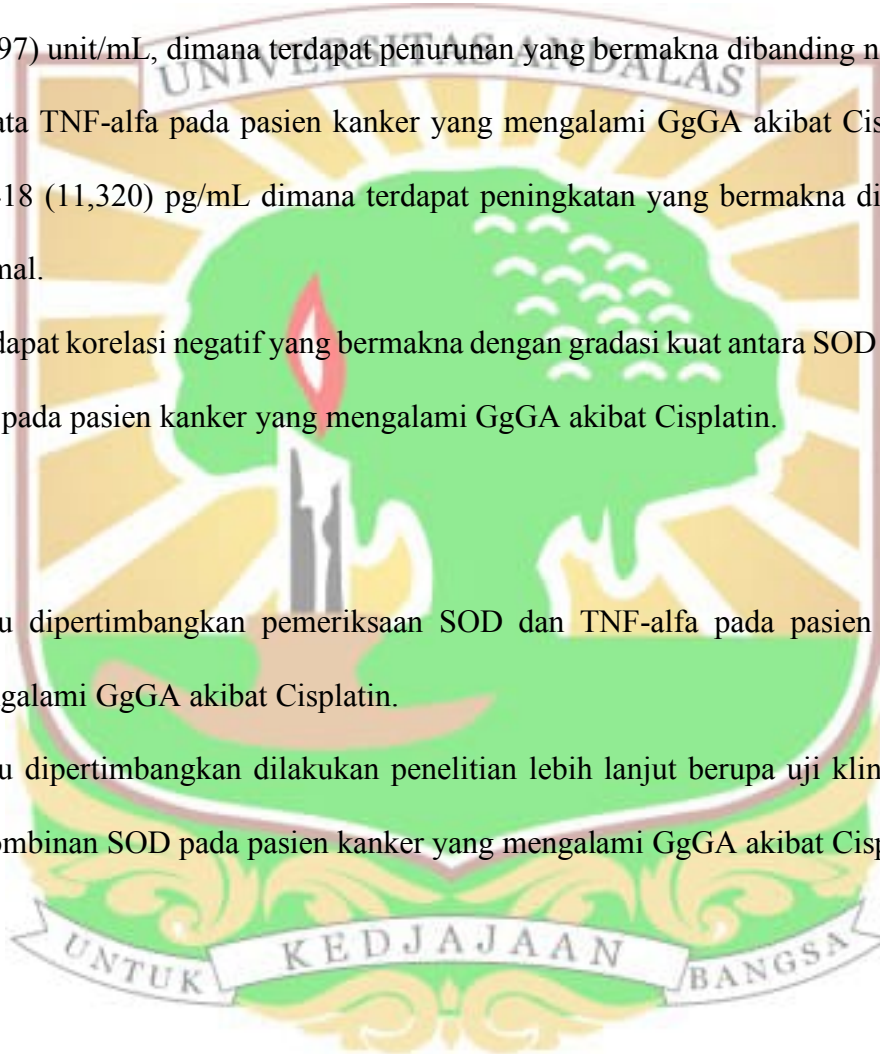 97) unit/mL, dimana terdapat penurunan yang bermakna dibanding n
UNIVERSITAS ANDALAS
ata TNF-alfa pada pasien kanker yang mengalami GgGA akibat Cis
18 (11,320) pg/mL dimana terdapat peningkatan yang bermakna di
mal.
dapat korelasi negatif yang bermakna dengan gradasi kuat antara SOD
pada pasien kanker yang mengalami GgGA akibat Cisplatin.
u dipertimbangkan pemeriksaan SOD dan TNF-alfa pada pasien
galami GgGA akibat Cisplatin.
u dipertimbangkan dilakukan penelitian lebih lanjut berupa uji klin
ombinan SOD pada pasien kanker yang mengalami GgGA akibat Cisp
UNTUK KEDJAJAAN BANGSA